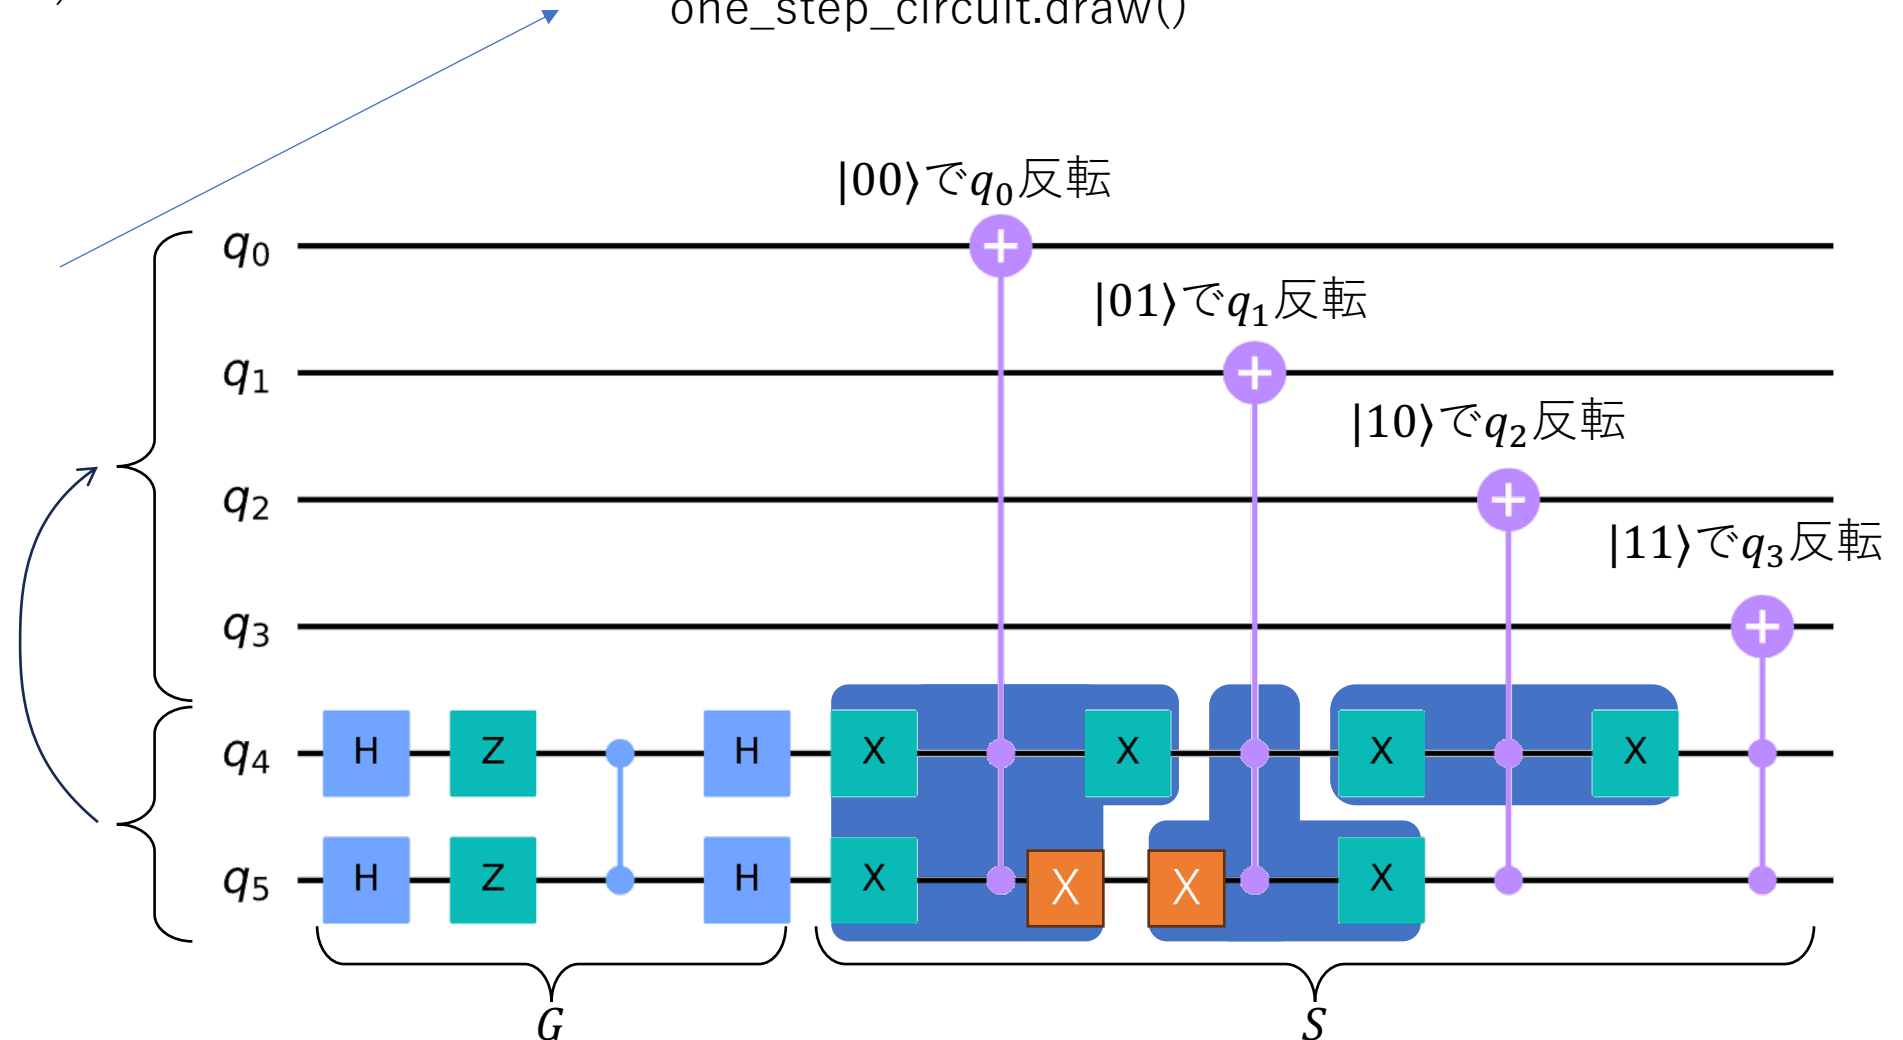 one_step_circuit.draw()
|00⟩でq₀反転
q₀
|01⟩でq₁反転
q₁
|10⟩でq₂反転
q₂
|11⟩でq₃反転
q₃
q₄ H Z H X X X X
q₅ H Z H X X X X
G S